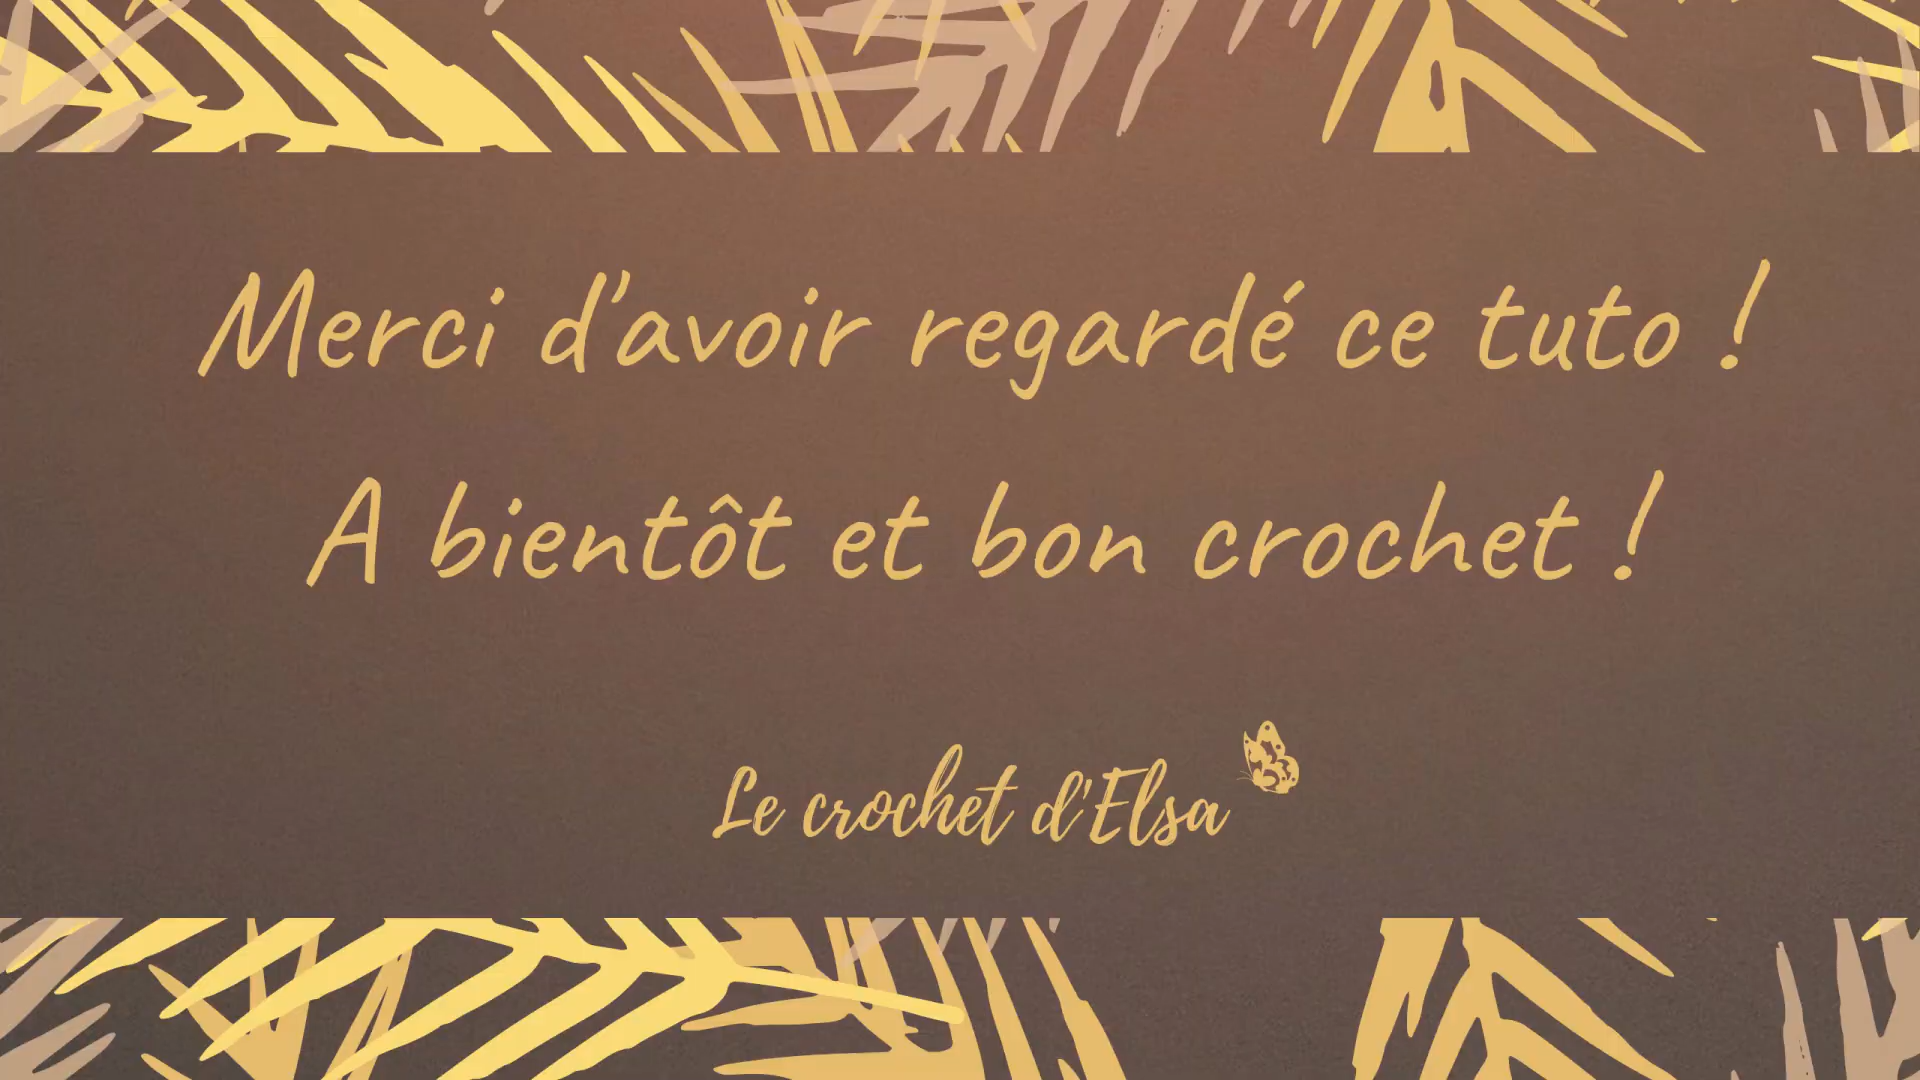 Merci d'avoir regardé ce tuto !
A bientôt et bon crochet !
Le crochet d'Elsa